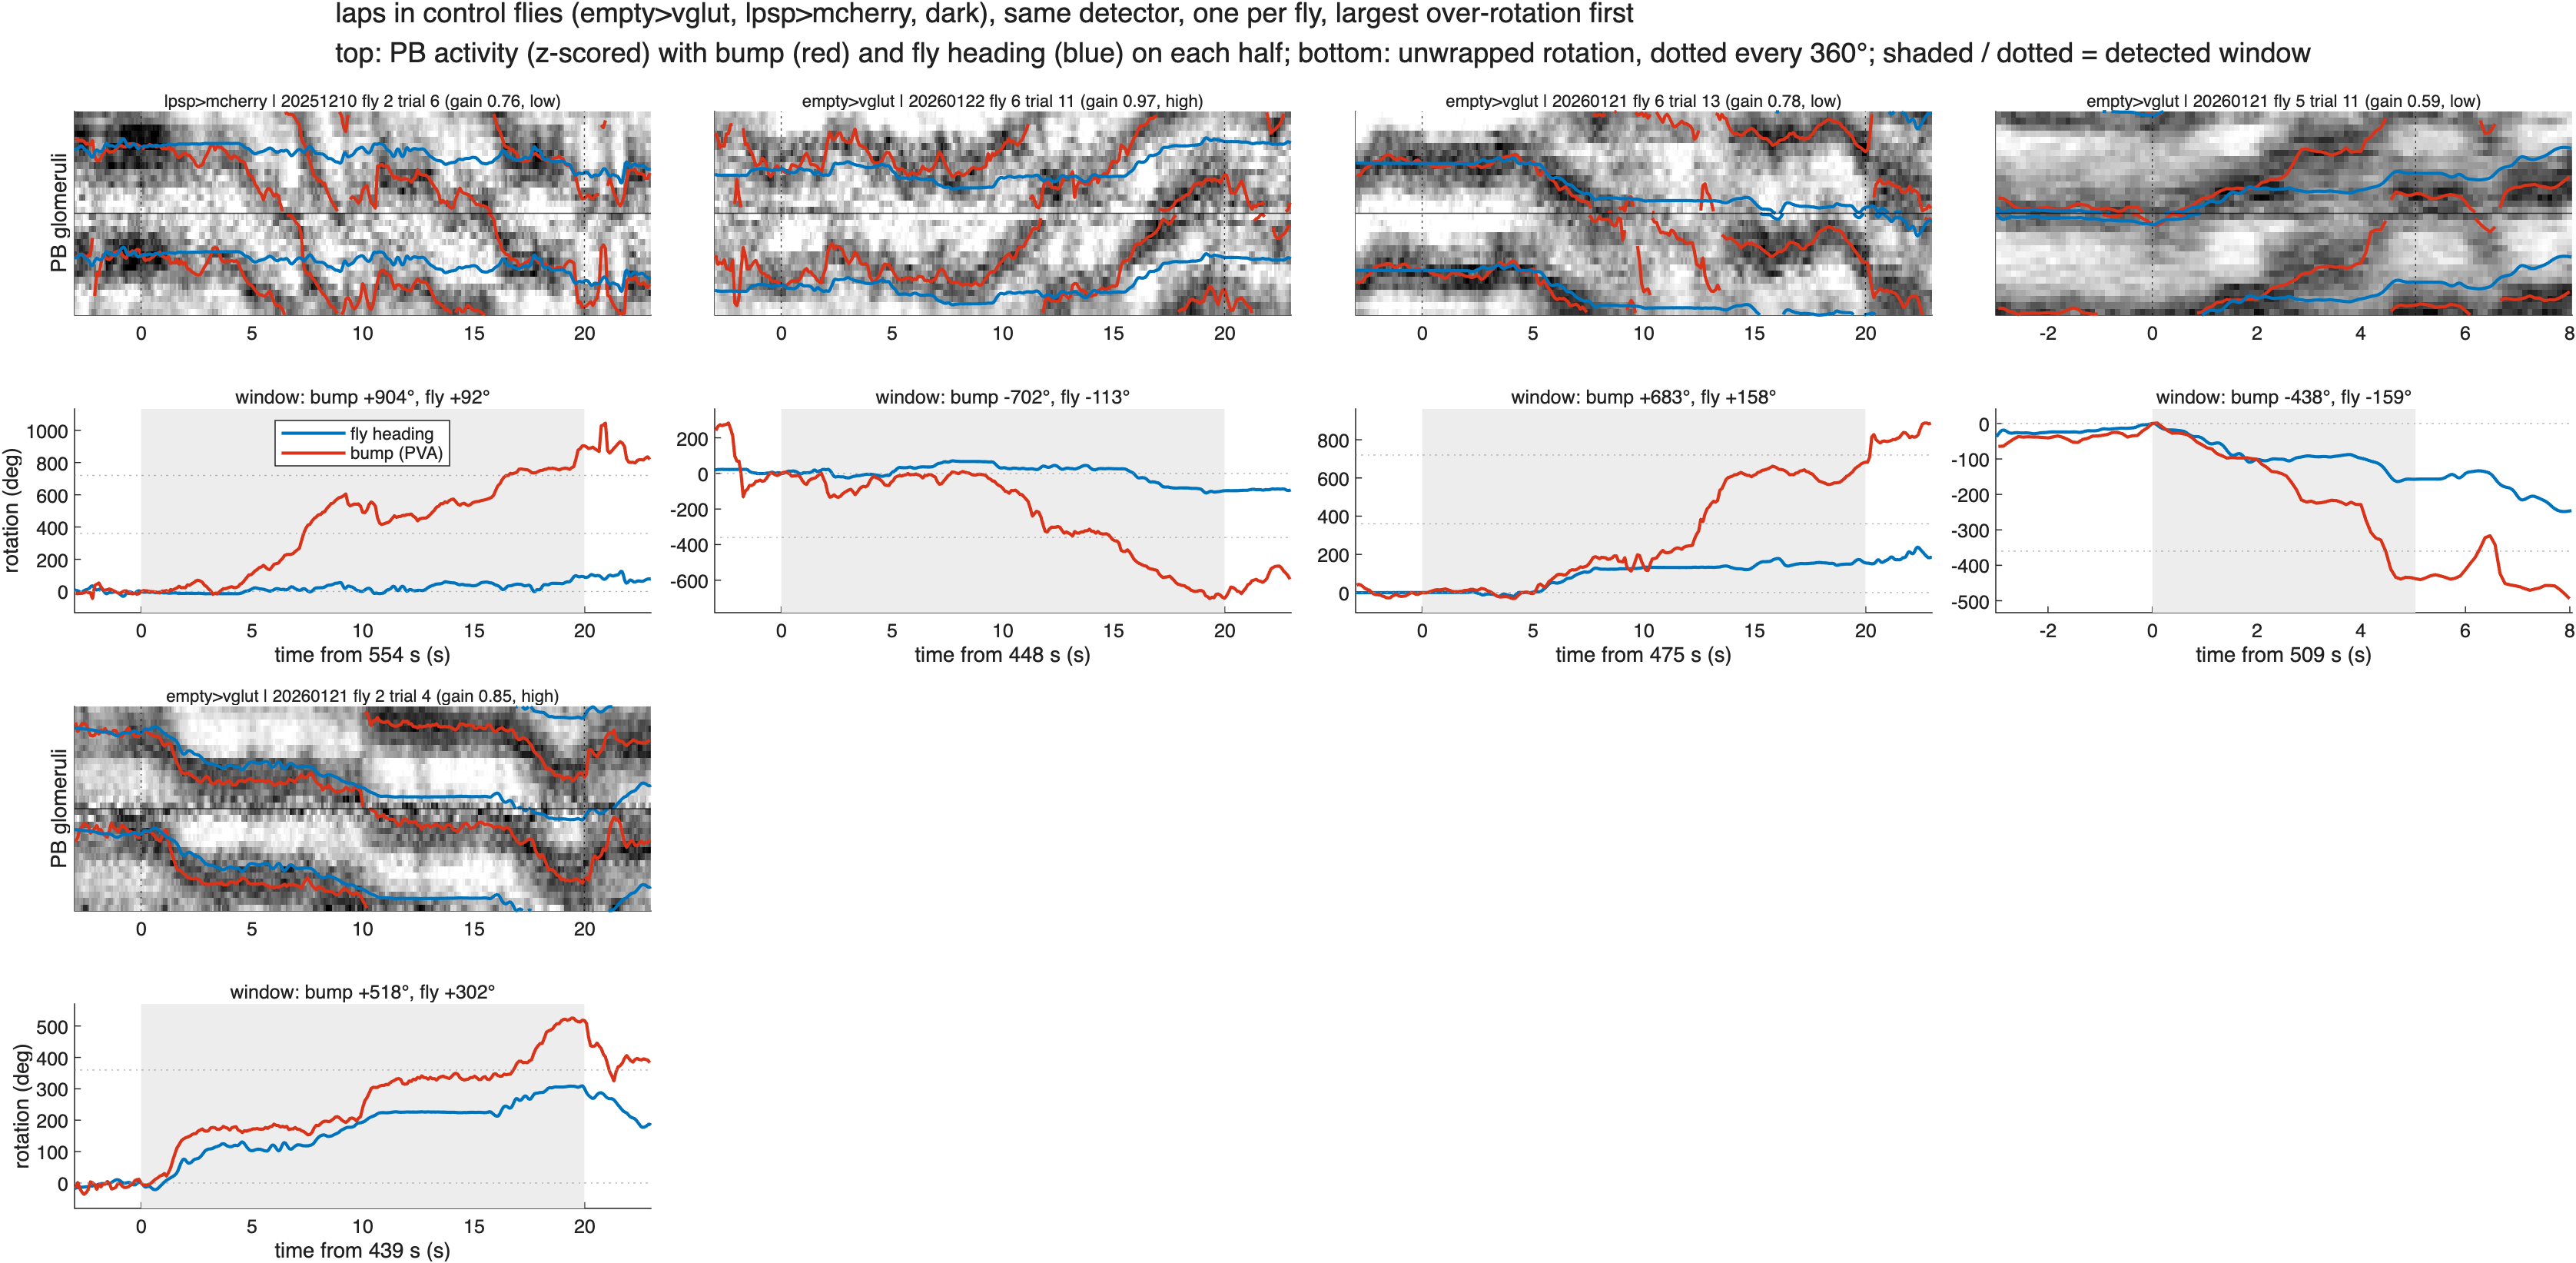 laps in control flies (empty>vglut, lpsp>mcherry, dark), same detector, one per fly, largest over-rotation first
top: PB activity (z-scored) with bump (red) and fly heading (blue) on each half; bottom: unwrapped rotation, dotted every 360°; shaded / dotted = detected window
lpsp>mcherry | 20251210 fly 2 trial 6 (gain 0.76, low)
PB glomeruli
0 5 10 15 20
empty>vglut | 20260122 fly 6 trial 11 (gain 0.97, high)
0 5 10 15 20
empty>vglut | 20260121 fly 6 trial 13 (gain 0.78, low)
0 5 10 15 20
empty>vglut | 20260121 fly 5 trial 11 (gain 0.59, low)
-2 0 2 4 6 8
window: bump +904°, fly +92°
rotation (deg)
1000
800
600
400
200
0
fly heading
bump (PVA)
0 5 10 15 20
time from 554 s (s)
window: bump -702°, fly -113°
200
0
-200
-400
-600
0 5 10 15 20
time from 448 s (s)
window: bump +683°, fly +158°
800
600
400
200
0
0 5 10 15 20
time from 475 s (s)
window: bump -438°, fly -159°
0
-100
-200
-300
-400
-500
-2 0 2 4 6 8
time from 509 s (s)
empty>vglut | 20260121 fly 2 trial 4 (gain 0.85, high)
PB glomeruli
0 5 10 15 20
window: bump +518°, fly +302°
rotation (deg)
500
400
300
200
100
0
0 5 10 15 20
time from 439 s (s)